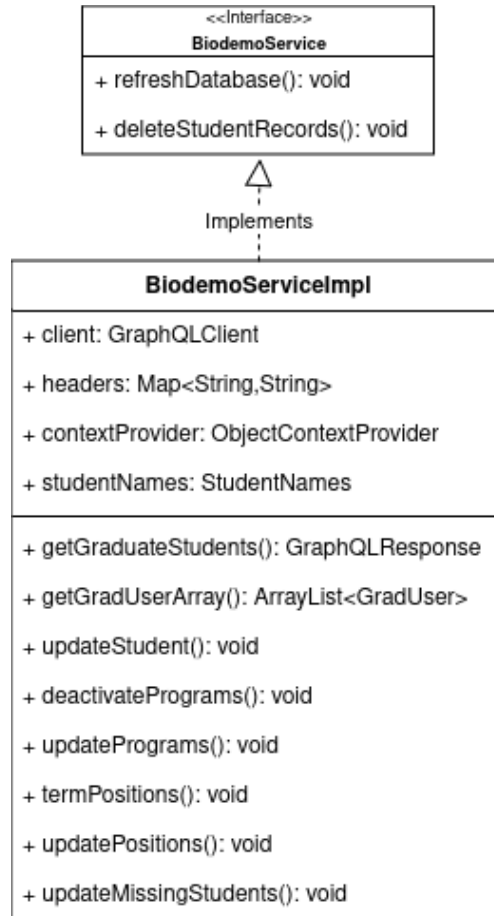 <<Interface>>
BiodemoService
+ refreshDatabase(): void
+ deleteStudentRecords(): void
Implements
BiodemoServiceImpl
+ client: GraphQLClient
+ headers: Map<String,String>
+ contextProvider: ObjectContextProvider
+ studentNames: StudentNames
+ getGraduateStudents(): GraphQLResponse
+ getGradUserArray(): ArrayList<GradUser>
+ updateStudent(): void
+ deactivatePrograms(): void
+ updatePrograms(): void
+ termPositions(): void
+ updatePositions(): void
+ updateMissingStudents(): void